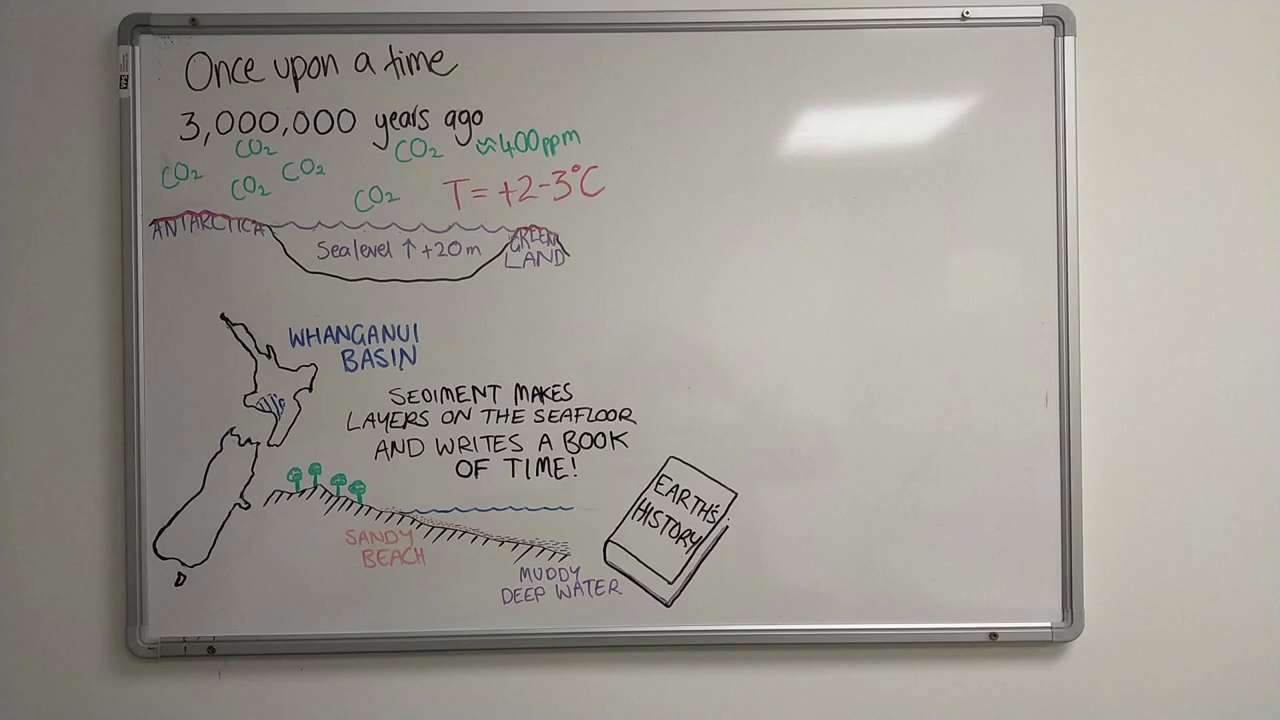 Once upon a time
3,000,000 years ago
CO2 CO2 CO2 CO2 CO2 CO2 ≈400ppm
T= +2-3°C
ANTARCTICA
Sea level ↑ +20m
GREEN
LAND
WHANGANUI
BASIN
SEDIMENT MAKES
LAYERS ON THE SEAFLOOR
AND WRITES A BOOK
OF TIME!
SANDY
BEACH
MUDDY
DEEP WATER
EARTH'S
HISTORY